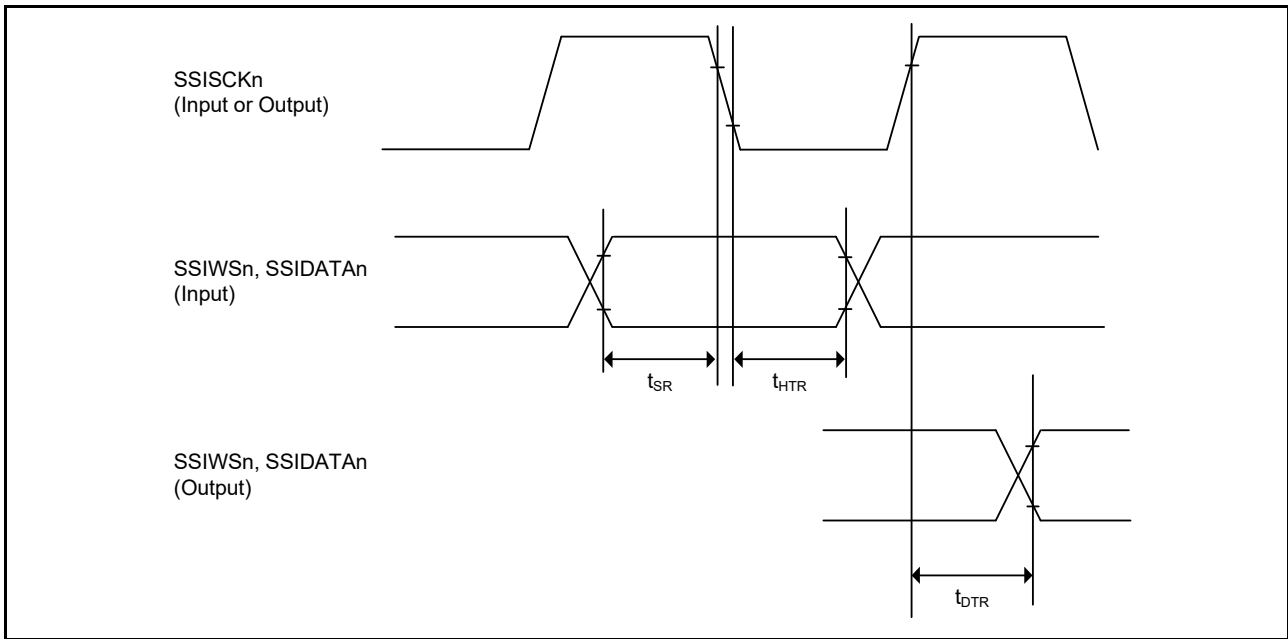 SSISCKn
(Input or Output)
SSIWSn, SSIDATAn
(Input)
tSR
tHTR
SSIWSn, SSIDATAn
(Output)
tDTR